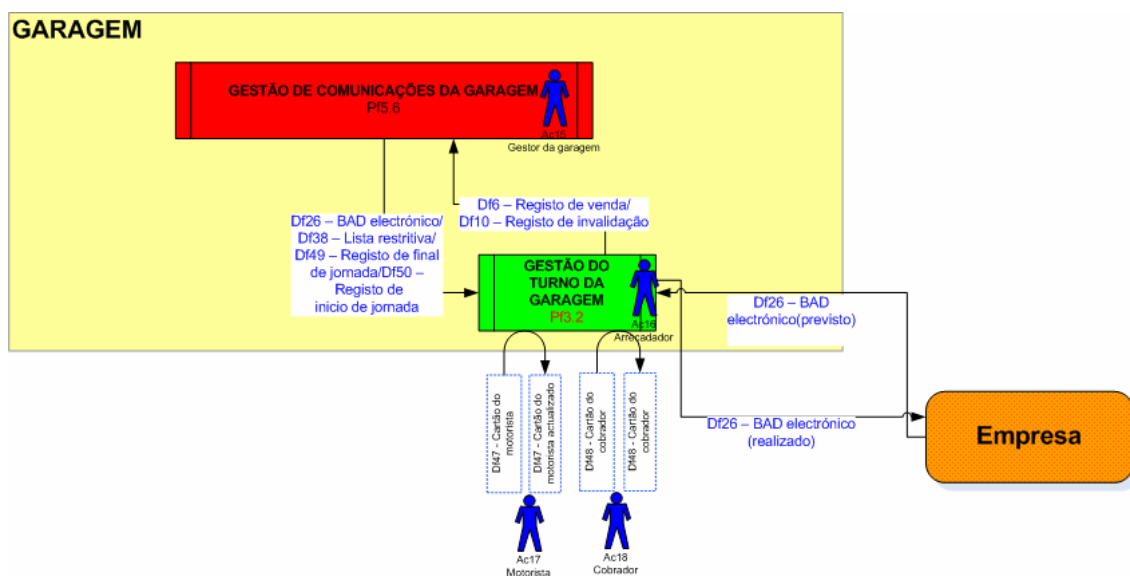 GARAGEM
GESTÃO DE COMUNICAÇÕES DA GARAGEM
Pf5.6
Ac15
Gestor da garagem
Df6 – Registo de venda/
Df10 – Registo de invalidação
Df26 – BAD electrónico/
Df38 – Lista restritiva/
Df49 – Registo de final
de jornada/Df50 –
Registo de
inicio de jornada
GESTÃO DO
TURNO DA
GARAGEM
Pf3.2
Ac16
Arrecadador
Df26 – BAD
electrónico(previsto)
Df47 - Cartão do
motorista
Df47 - Cartão do
motorista actualizado
Df48 - Cartão do
cobrador
Df48 - Cartão do
cobrador
Df26 – BAD electrónico
(realizado)
Empresa
Ac17
Motorista
Ac18
Cobrador